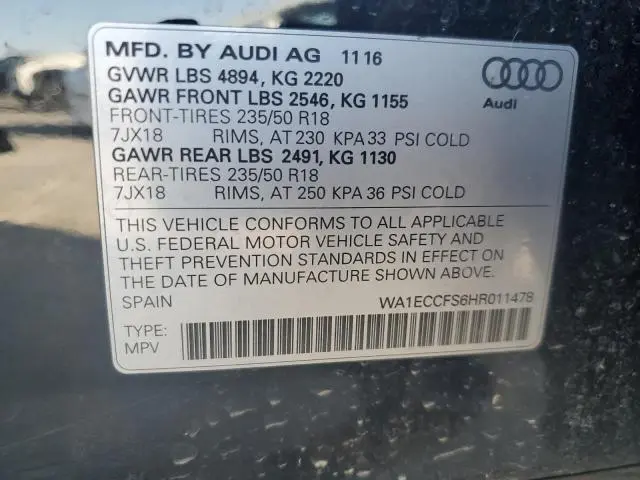 MFD. BY AUDI AG 11 16
GVWR LBS 4894, KG 2220
GAWR FRONT LBS 2546, KG 1155
FRONT-TIRES 235/50 R18
7JX18 RIMS, AT 230 KPA 33 PSI COLD
GAWR REAR LBS 2491, KG 1130
REAR-TIRES 235/50 R18
7JX18 RIMS, AT 250 KPA 36 PSI COLD
Audi
THIS VEHICLE CONFORMS TO ALL APPLICABLE
U.S. FEDERAL MOTOR VEHICLE SAFETY AND
THEFT PREVENTION STANDARDS IN EFFECT ON
THE DATE OF MANUFACTURE SHOWN ABOVE.
SPAIN WA1ECCFS6HR011478
TYPE:
MPV